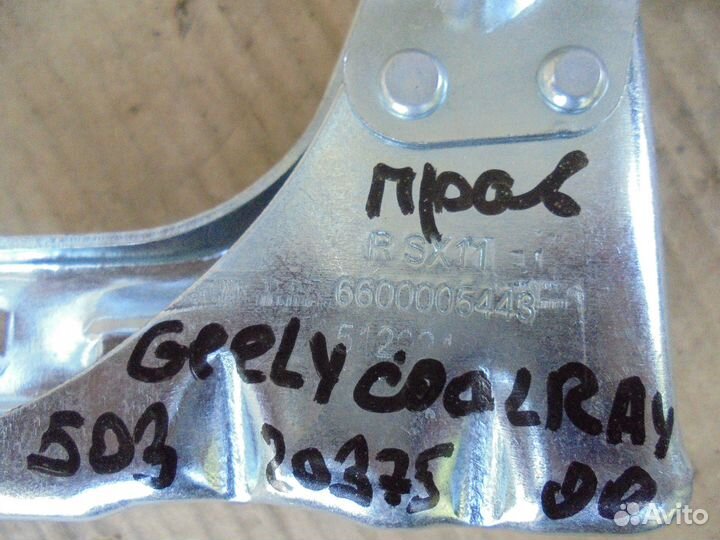 прав
R SX11
6600005443
GeeLY COOLRAY
503 20375 00
Avito